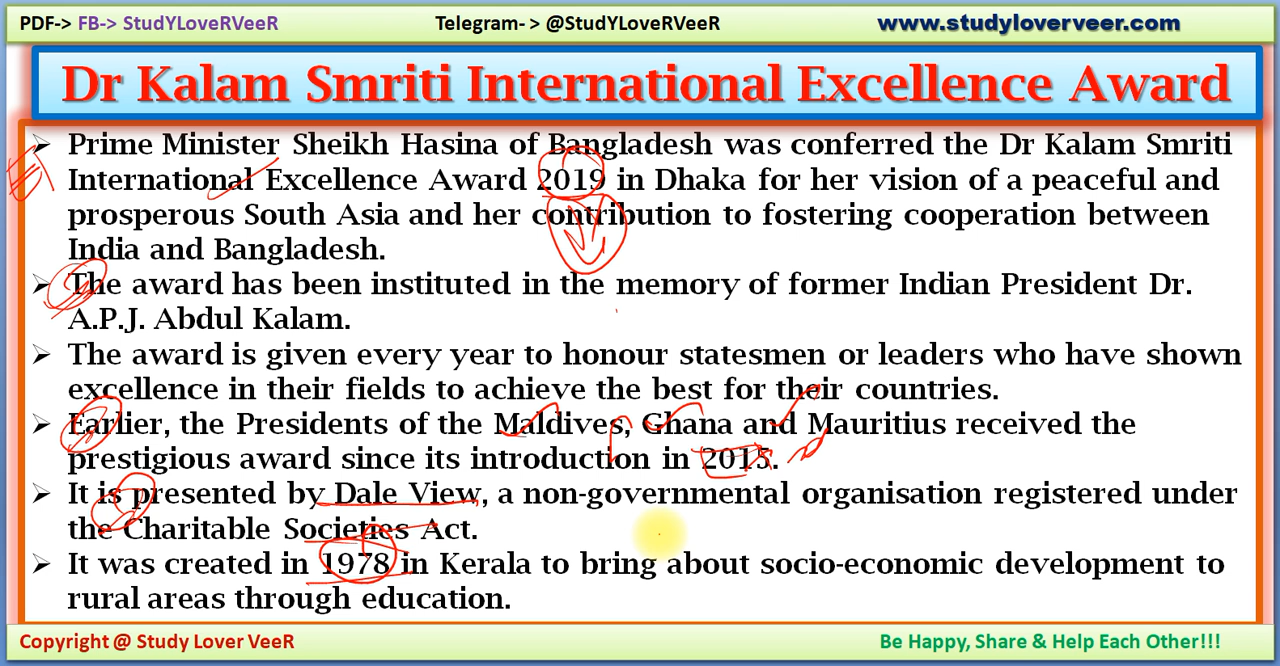 PDF-> FB-> StudYLoveRVeeR Telegram- > @StudYLoveRVeeR www.studyloverveer.com
Dr Kalam Smriti International Excellence Award
➢ Prime Minister Sheikh Hasina of Bangladesh was conferred the Dr Kalam Smriti
International Excellence Award 2019 in Dhaka for her vision of a peaceful and
prosperous South Asia and her contribution to fostering cooperation between
India and Bangladesh.
➢ The award has been instituted in the memory of former Indian President Dr.
A.P.J. Abdul Kalam.
➢ The award is given every year to honour statesmen or leaders who have shown
excellence in their fields to achieve the best for their countries.
➢ Earlier, the Presidents of the Maldives, Ghana and Mauritius received the
prestigious award since its introduction in 2015.
➢ It is presented by Dale View, a non-governmental organisation registered under
the Charitable Societies Act.
➢ It was created in 1978 in Kerala to bring about socio-economic development to
rural areas through education.
Copyright @ Study Lover VeeR Be Happy, Share & Help Each Other!!!